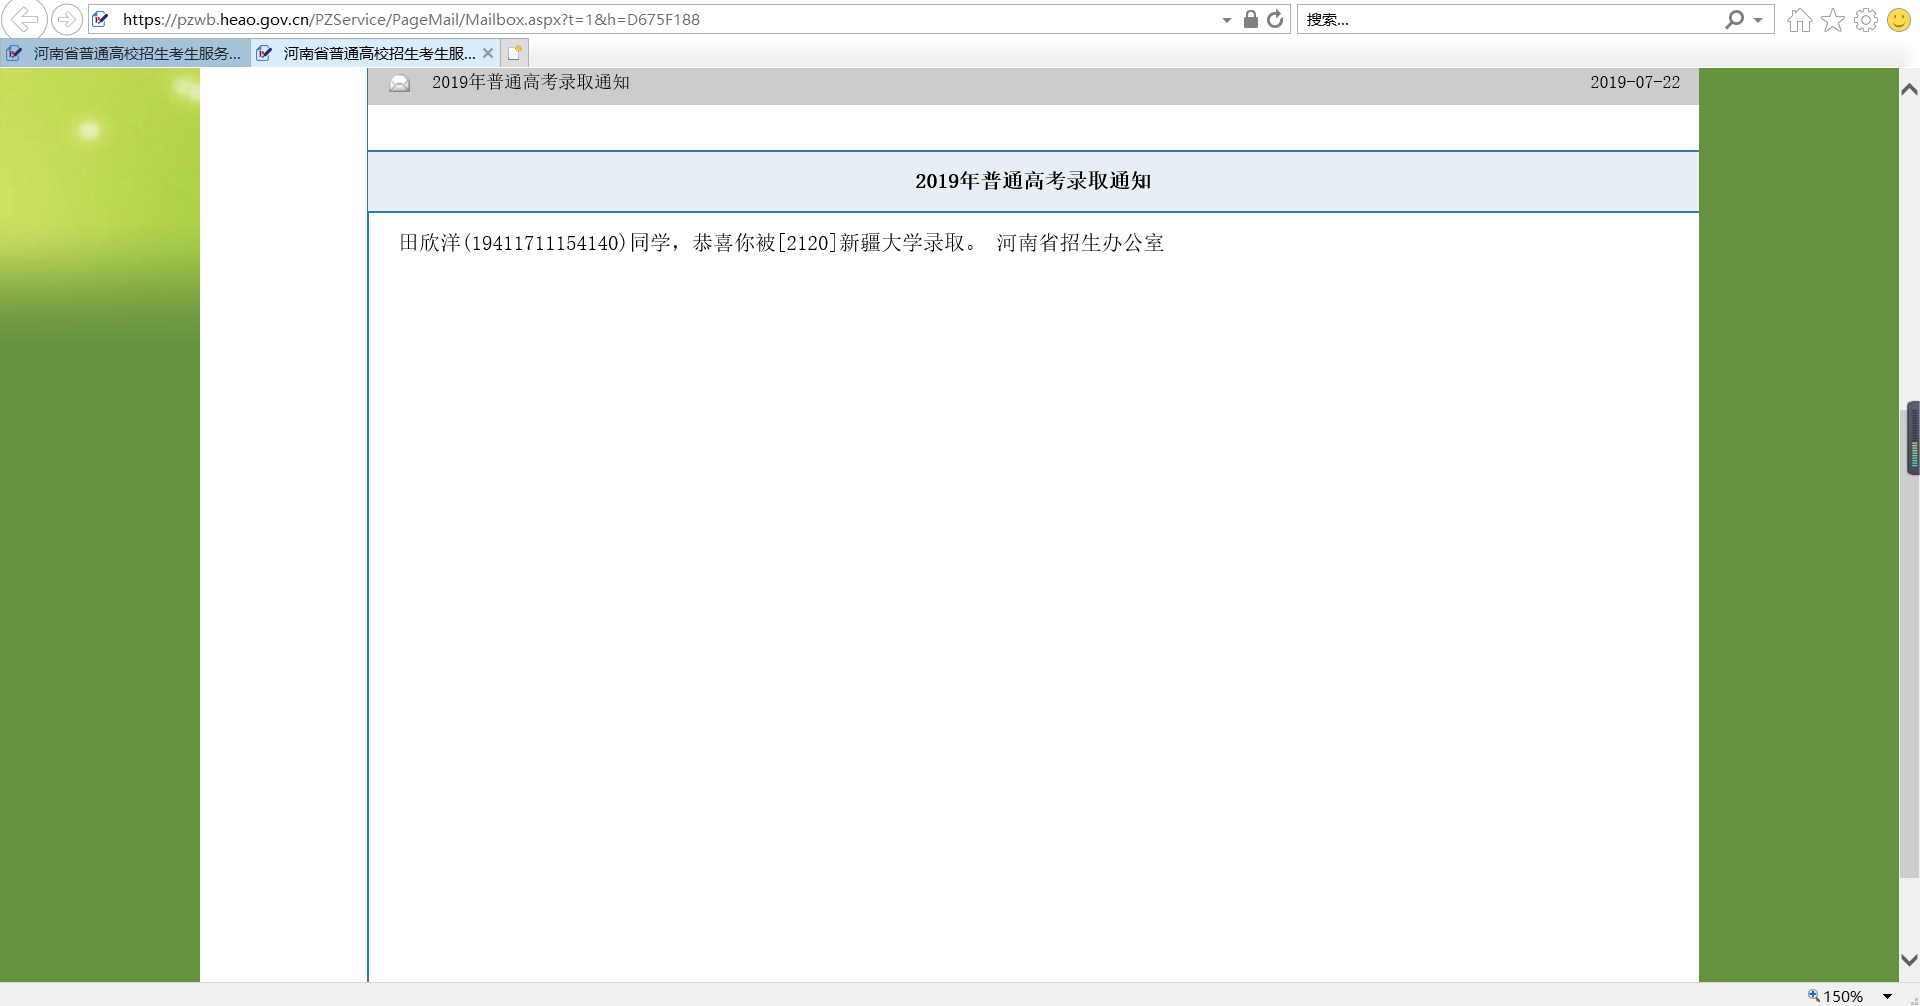 https://pzwb.heao.gov.cn/PZService/PageMail/Mailbox.aspx?t=1&h=D675F188
搜索...
河南省普通高校招生考生服务...
河南省普通高校招生考生服...
2019年普通高考录取通知
2019-07-22
2019年普通高考录取通知
田欣洋(19411711154140)同学，恭喜你被[2120]新疆大学录取。 河南省招生办公室
150%